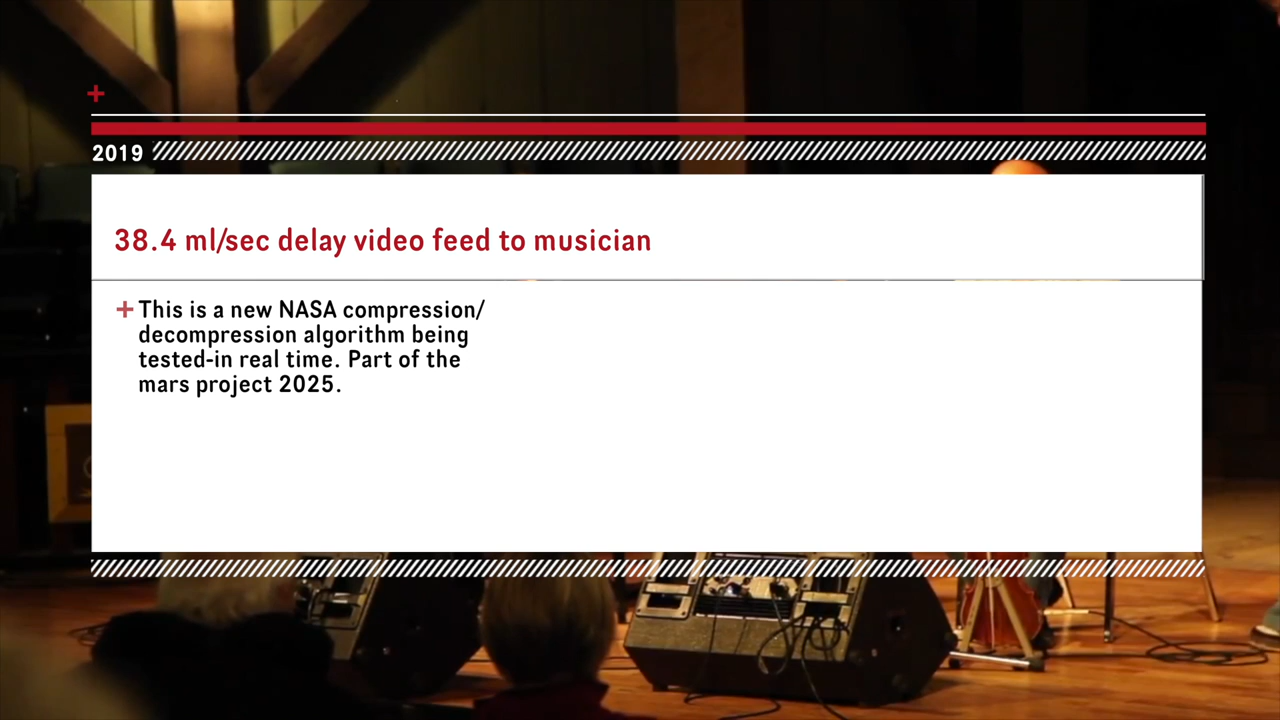 2019
38.4 ml/sec delay video feed to musician
This is a new NASA compression/
decompression algorithm being
tested-in real time. Part of the
mars project 2025.